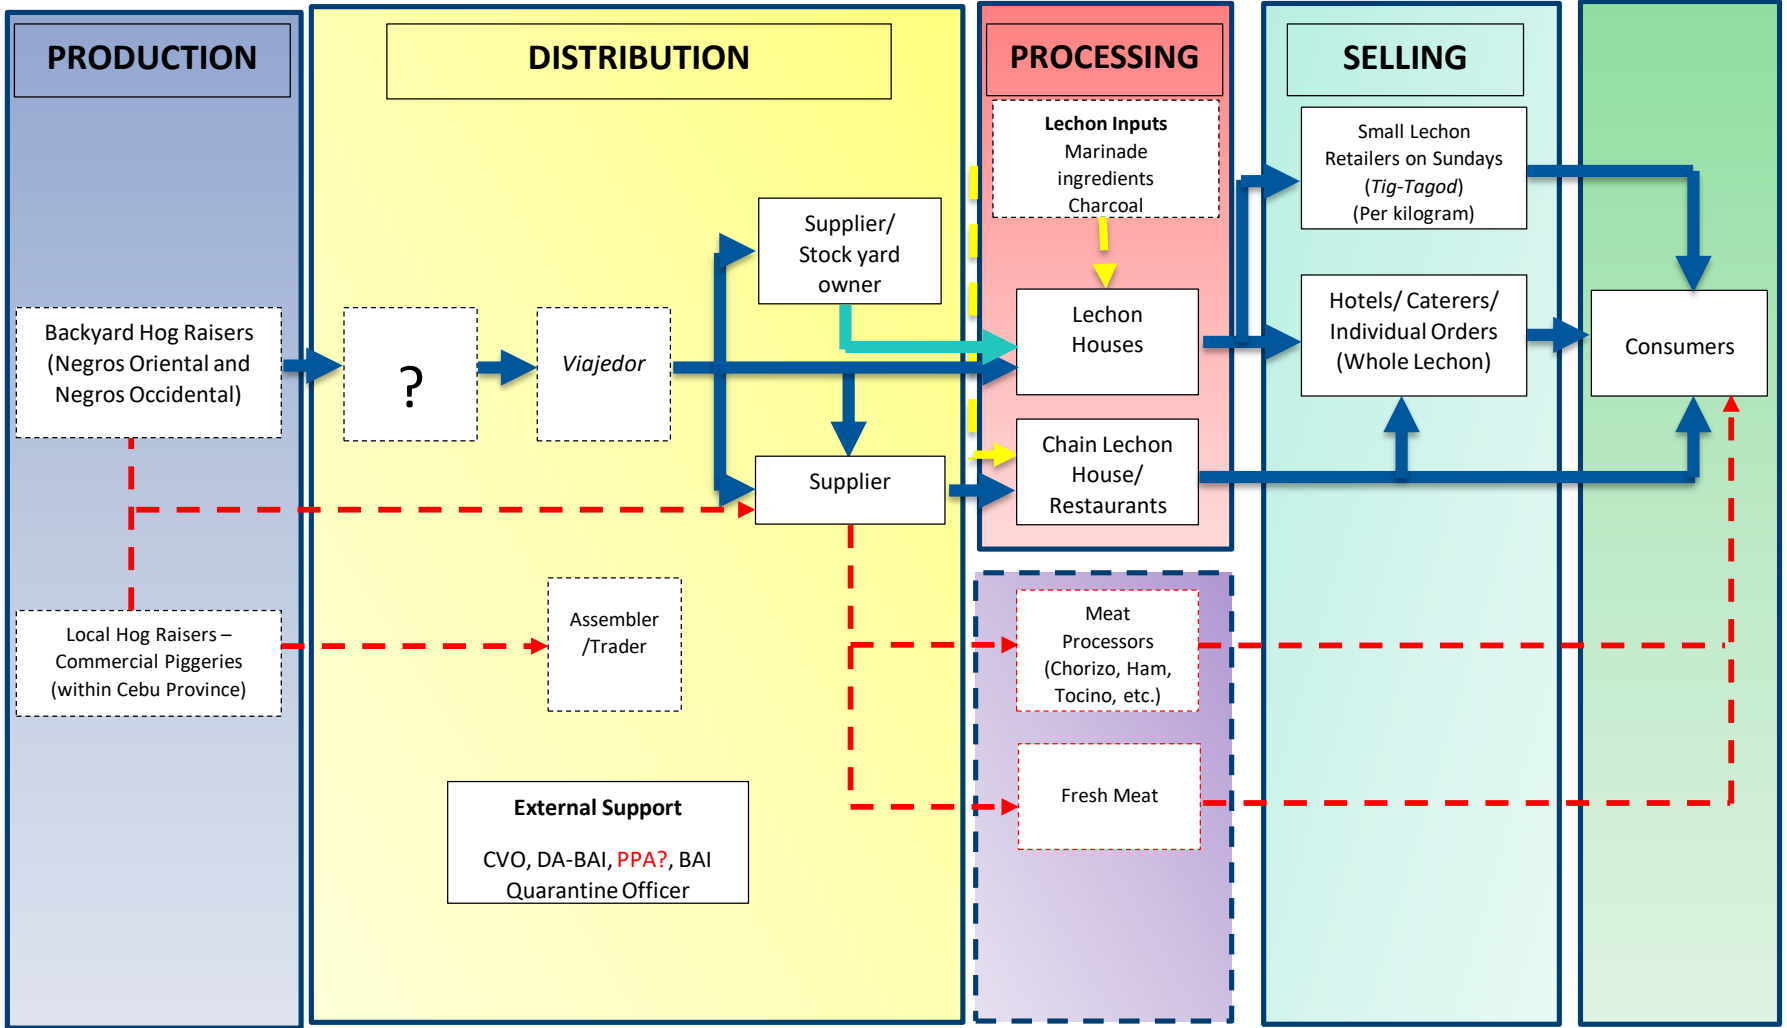 PRODUCTION
DISTRIBUTION
PROCESSING
SELLING
Lechon Inputs
Marinade
ingredients
Charcoal
Small Lechon
Retailers on Sundays
(Tig-Tagod)
(Per kilogram)
Supplier/
Stock yard
owner
Backyard Hog Raisers
(Negros Oriental and
Negros Occidental)
?
Viajedor
Lechon
Houses
Hotels/ Caterers/
Individual Orders
(Whole Lechon)
Consumers
Supplier
Chain Lechon
House/
Restaurants
Local Hog Raisers –
Commercial Piggeries
(within Cebu Province)
Assembler
/Trader
Meat
Processors
(Chorizo, Ham,
Tocino, etc.)
Fresh Meat
External Support
CVO, DA-BAI, PPA?, BAI
Quarantine Officer